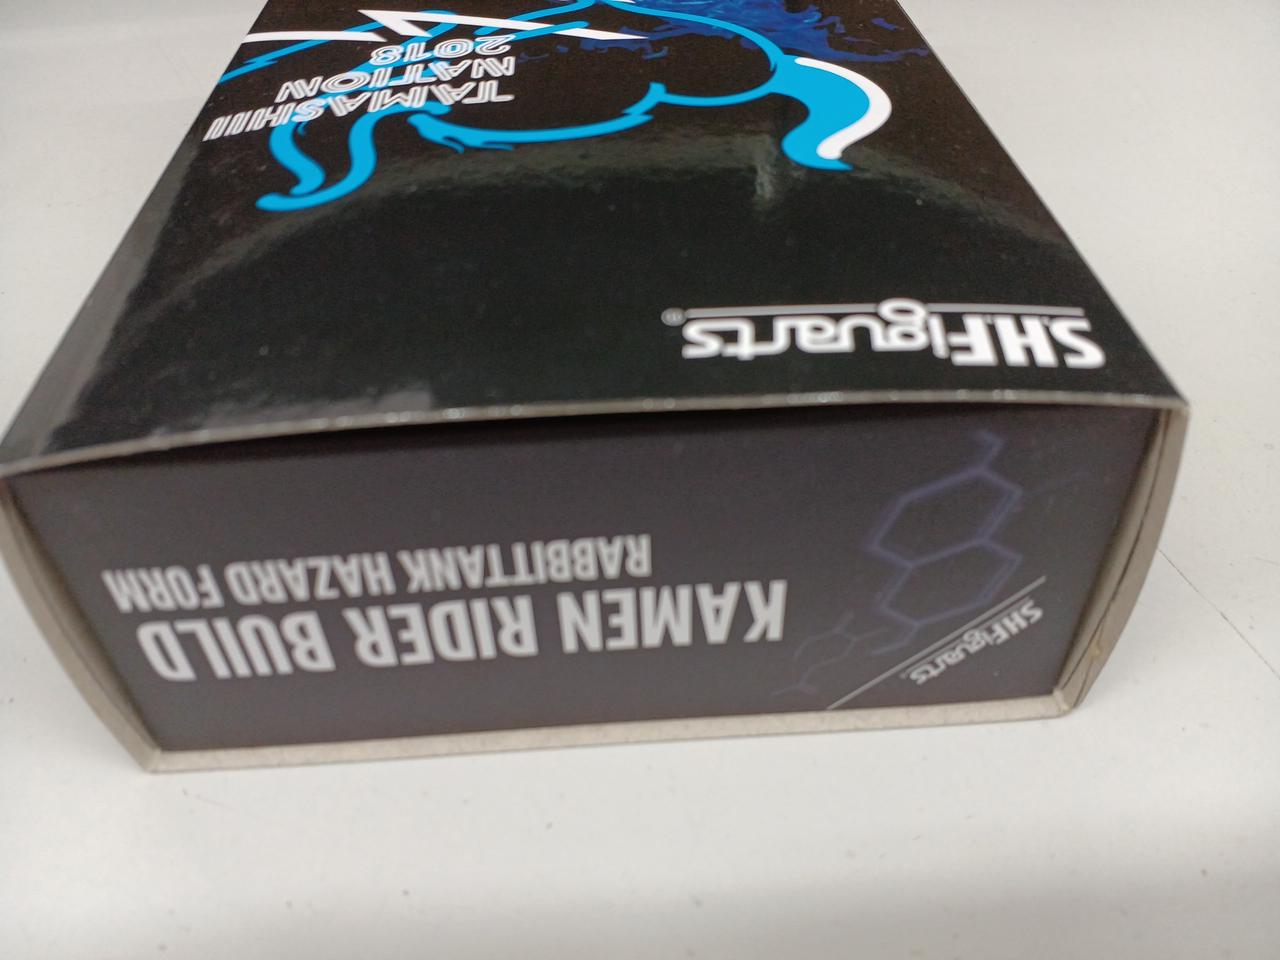 TAMASHII
NATION
2018
S.H.Figuarts®
S.H.Figuarts
KAMEN RIDER BUILD
RABBITTANK HAZARD FORM